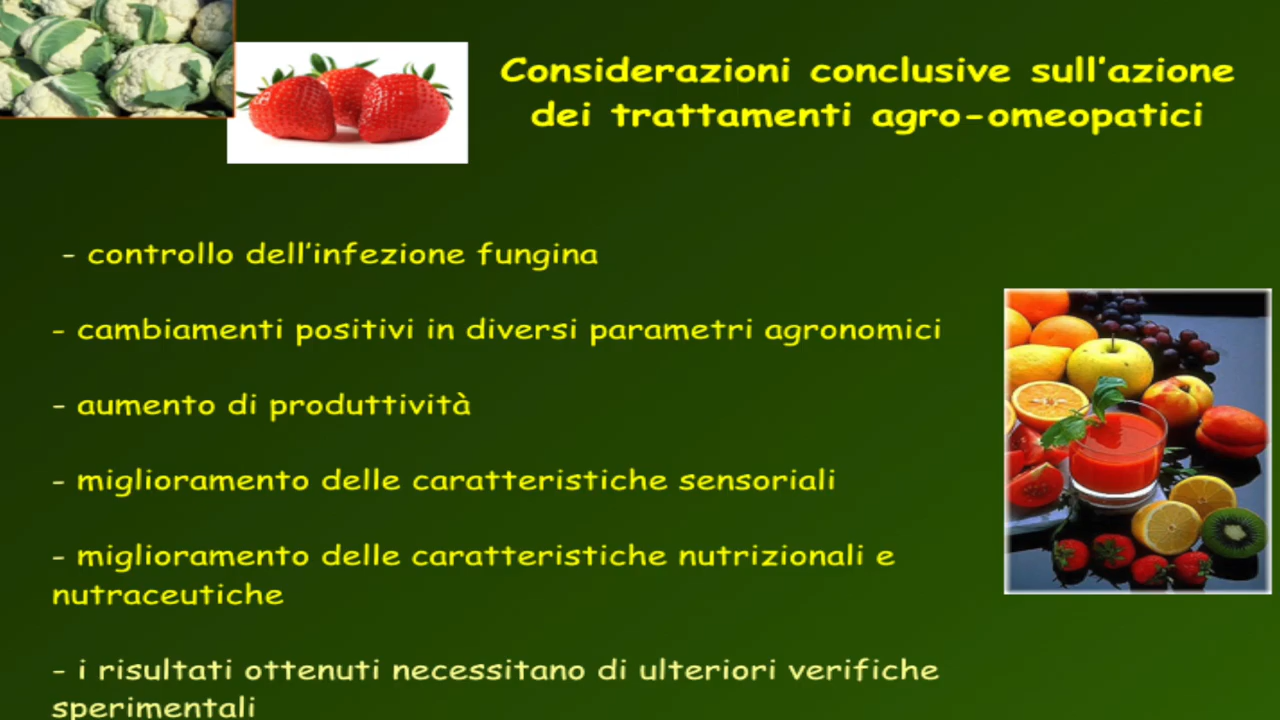 Considerazioni conclusive sull'azione
dei trattamenti agro-omeopatici
- controllo dell'infezione fungina
- cambiamenti positivi in diversi parametri agronomici
- aumento di produttività
- miglioramento delle caratteristiche sensoriali
- miglioramento delle caratteristiche nutrizionali e
nutraceutiche
- i risultati ottenuti necessitano di ulteriori verifiche
sperimentali